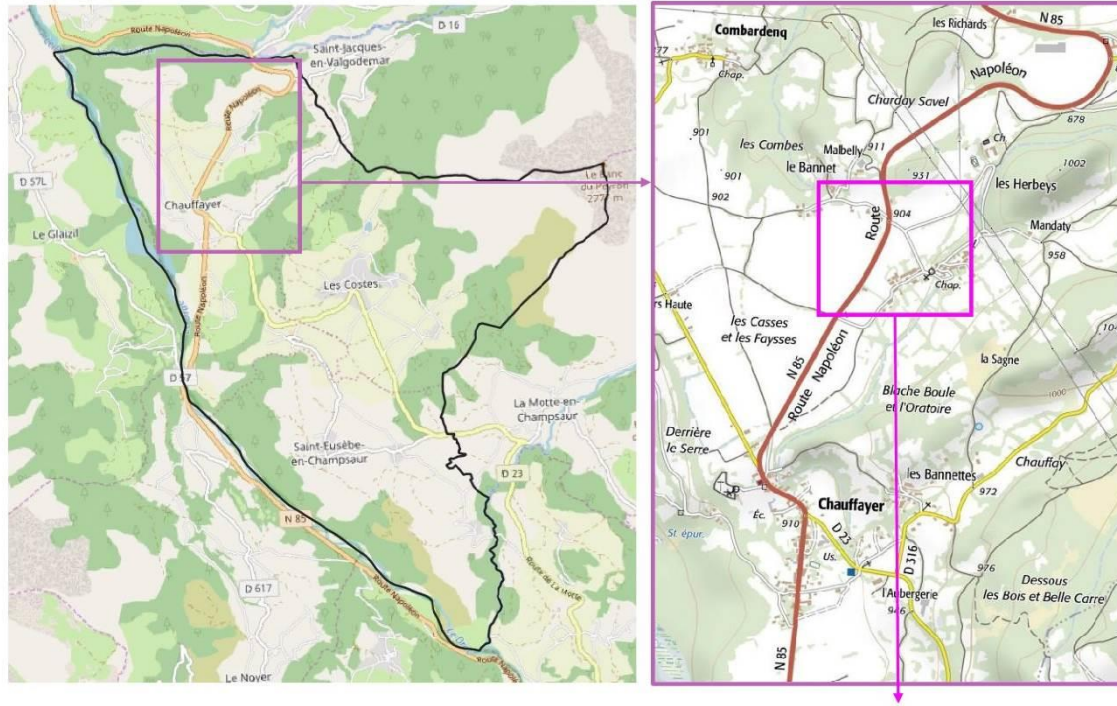 Route Napoléon
D 16
Saint-Jacques-
en-Valgodemar
Route Napoléon
D 57L
Chauffayer
Le Glaizil
Le Banc
du Peyron
Les Costes
Route Napoléon
D 57
La Motte-en-
Champsaur
Saint-Eusèbe-
en-Champsaur
D 23
N 85
Route de La Motte
D 617
Route Napoléon
Le Noyer
Route Napoléon
les Richards
N 85
Combardenq
Chap.
Napoléon
Churday Savel
678
901
les Combes
Malbelly
911
Ch
1002
le Bannet
931
les Herbeys
901
902
Route
904
Mandaty
958
Chap.
rs Haute
les Casses
et les Faysses
la Sagne
N 85
Route Napoléon
Blache Boule
et l'Oratoire
1000
Derrière
le Serre
les Bannettes
Chauffay
972
Chauffayer
Éc.
910
St épur.
D 23
Us.
D 316
976
l'Aubergerie
946
Dessous
les Bois et Belle Carre
N 85